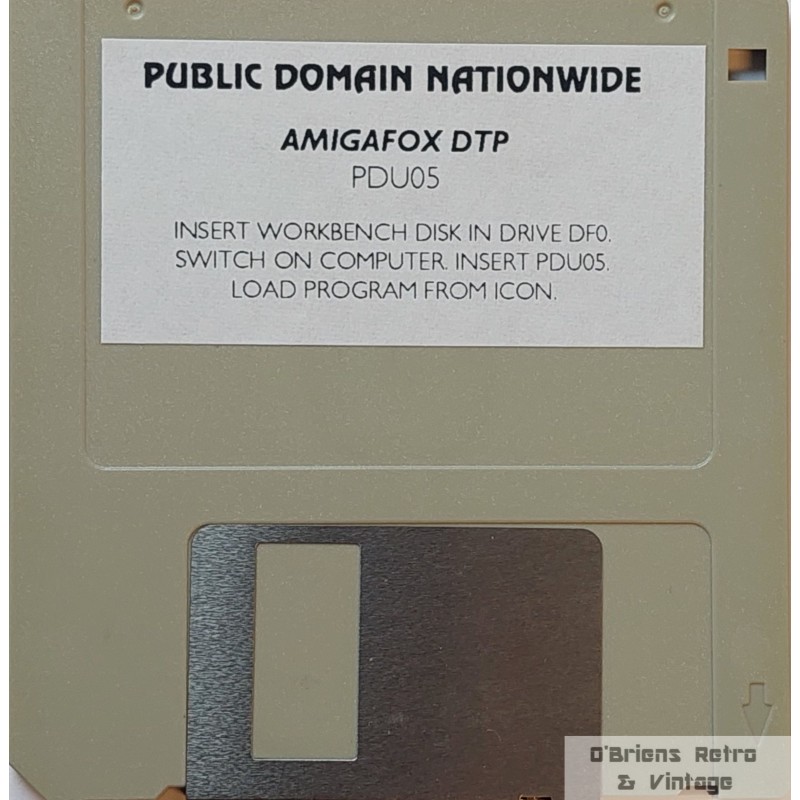 PUBLIC DOMAIN NATIONWIDE
AMIGAFOX DTP
PDU05
INSERT WORKBENCH DISK IN DRIVE DF0.
SWITCH ON COMPUTER. INSERT PDU05.
LOAD PROGRAM FROM ICON.
O'Briens Retro
& Vintage